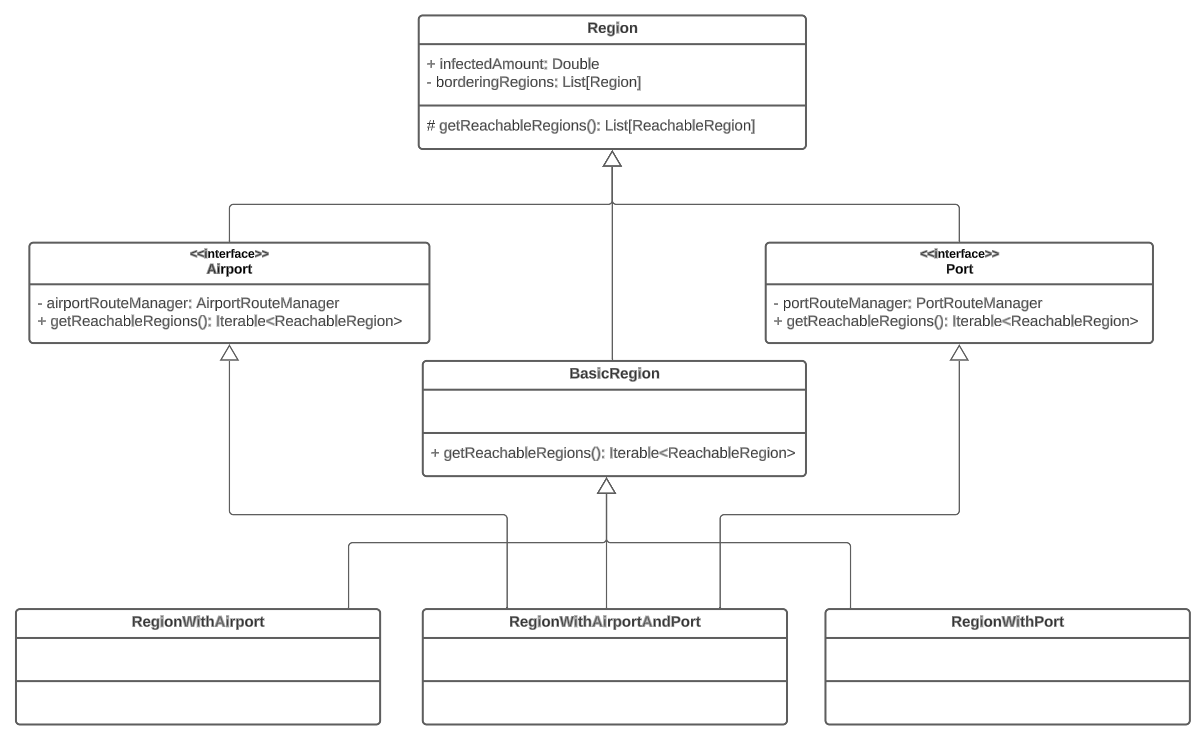 Region
+ infectedAmount: Double
- borderingRegions: List[Region]
# getReachableRegions(): List[ReachableRegion]
<<interface>>
Airport
- airportRouteManager: AirportRouteManager
+ getReachableRegions(): Iterable<ReachableRegion>
<<interface>>
Port
- portRouteManager: PortRouteManager
+ getReachableRegions(): Iterable<ReachableRegion>
BasicRegion
+ getReachableRegions(): Iterable<ReachableRegion>
RegionWithAirport
RegionWithAirportAndPort
RegionWithPort